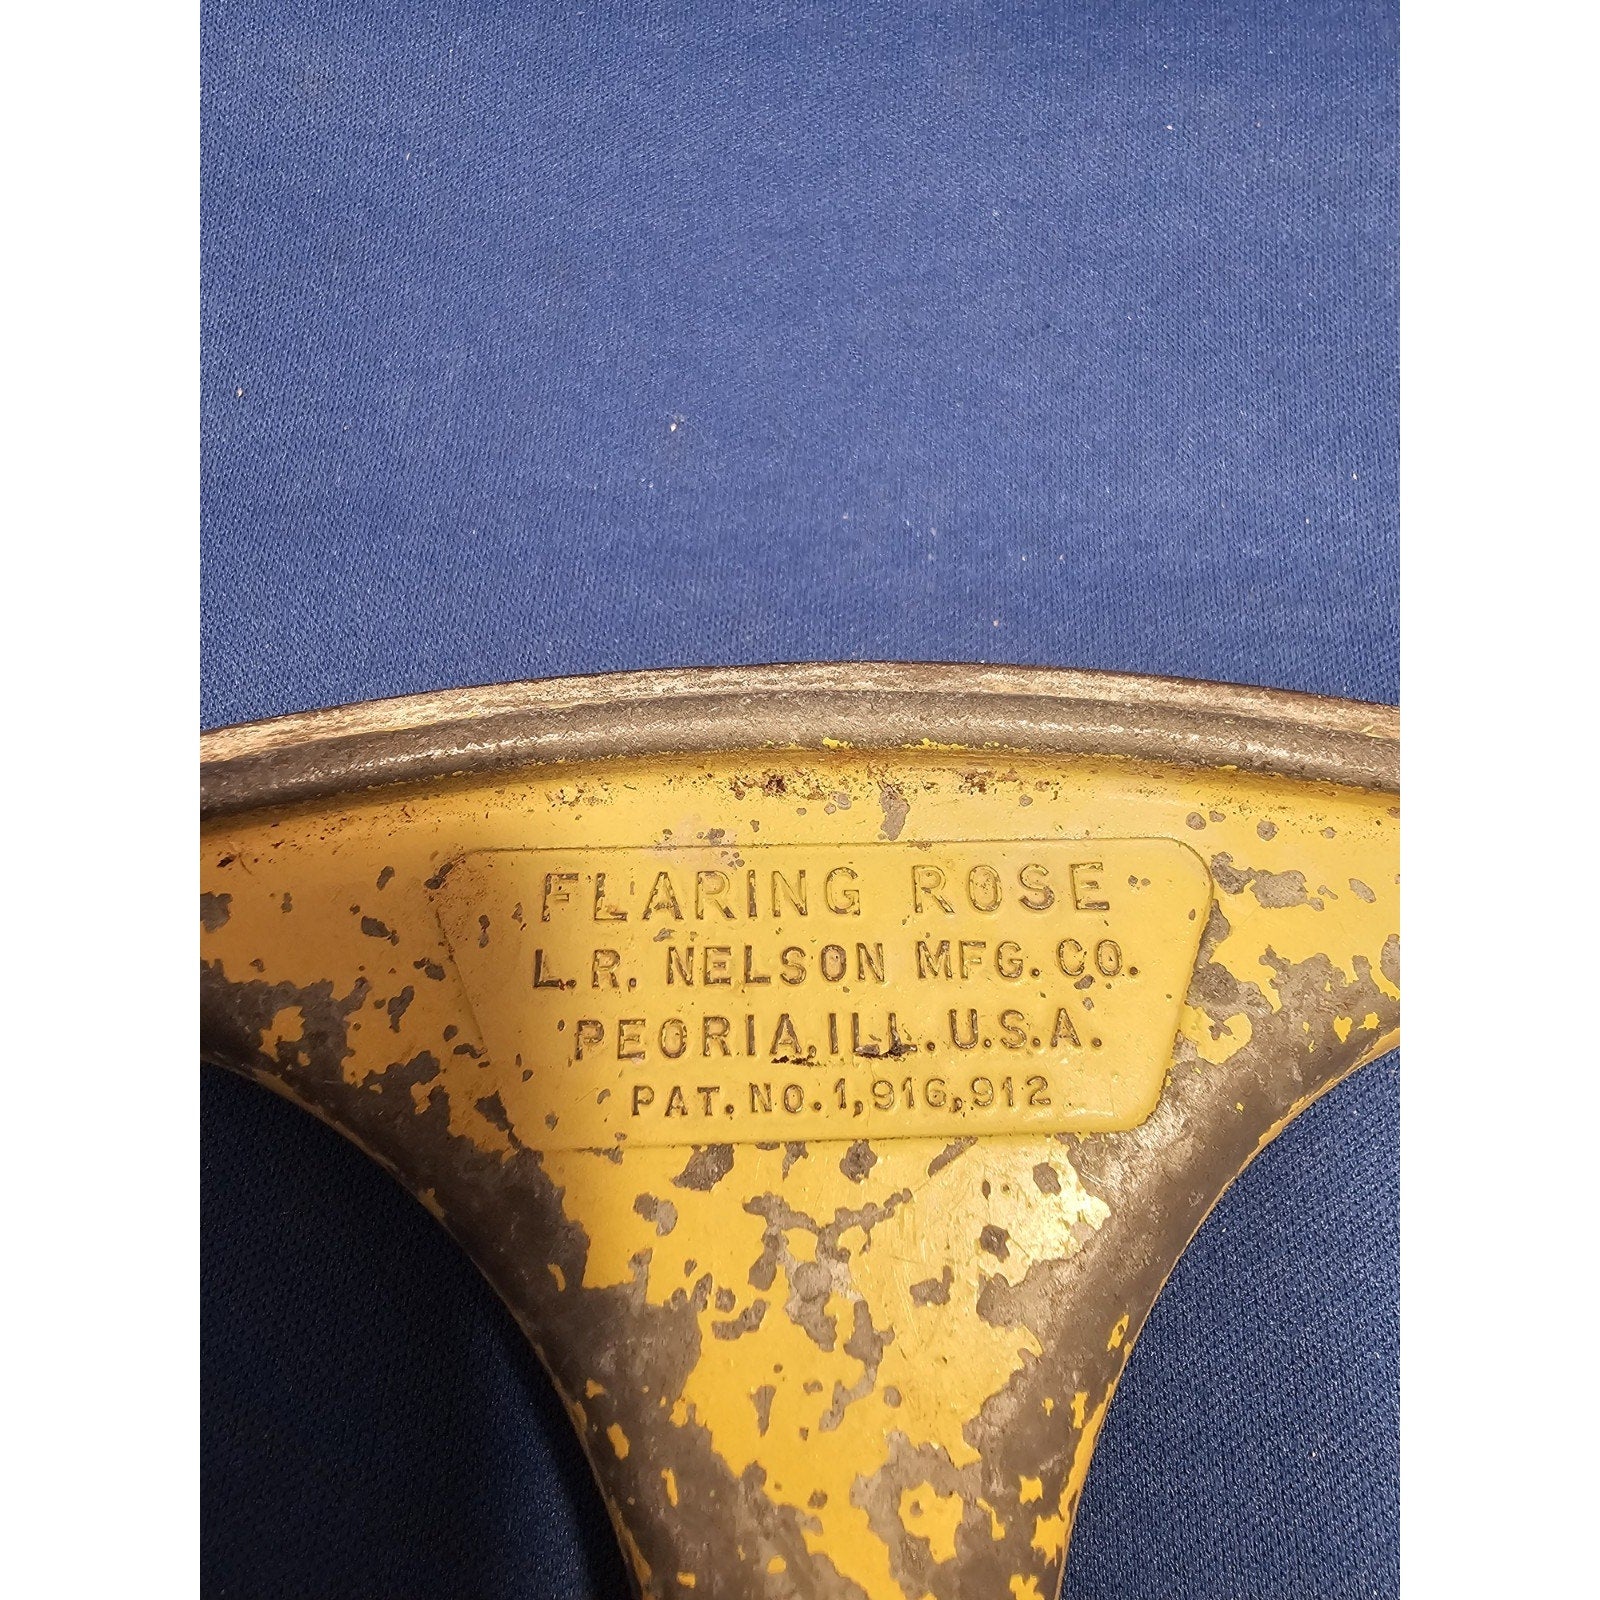 FLARING ROSE
L.R. NELSON MFG. CO.
PEORIA, ILL. U.S.A.
PAT. NO. 1,916,912